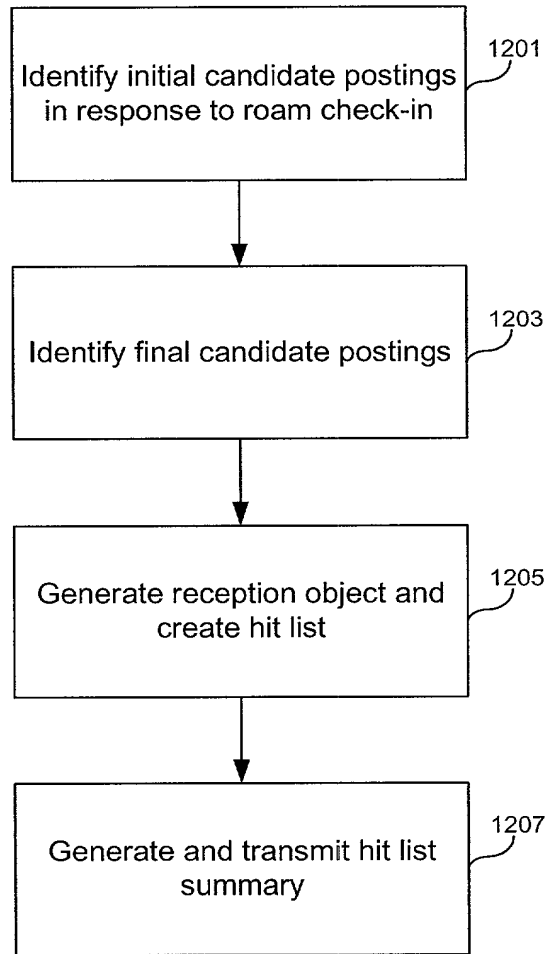 1201
Identify initial candidate postings
in response to roam check-in
1203
Identify final candidate postings
1205
Generate reception object and
create hit list
1207
Generate and transmit hit list
summary